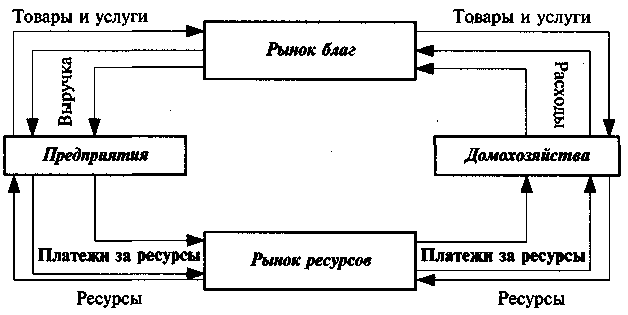 Товары и услуги
Товары и услуги
Рынок благ
Выручка
Расходы
Предприятия
Домохозяйства
Платежи за ресурсы
Рынок ресурсов
Платежи за ресурсы
Ресурсы
Ресурсы